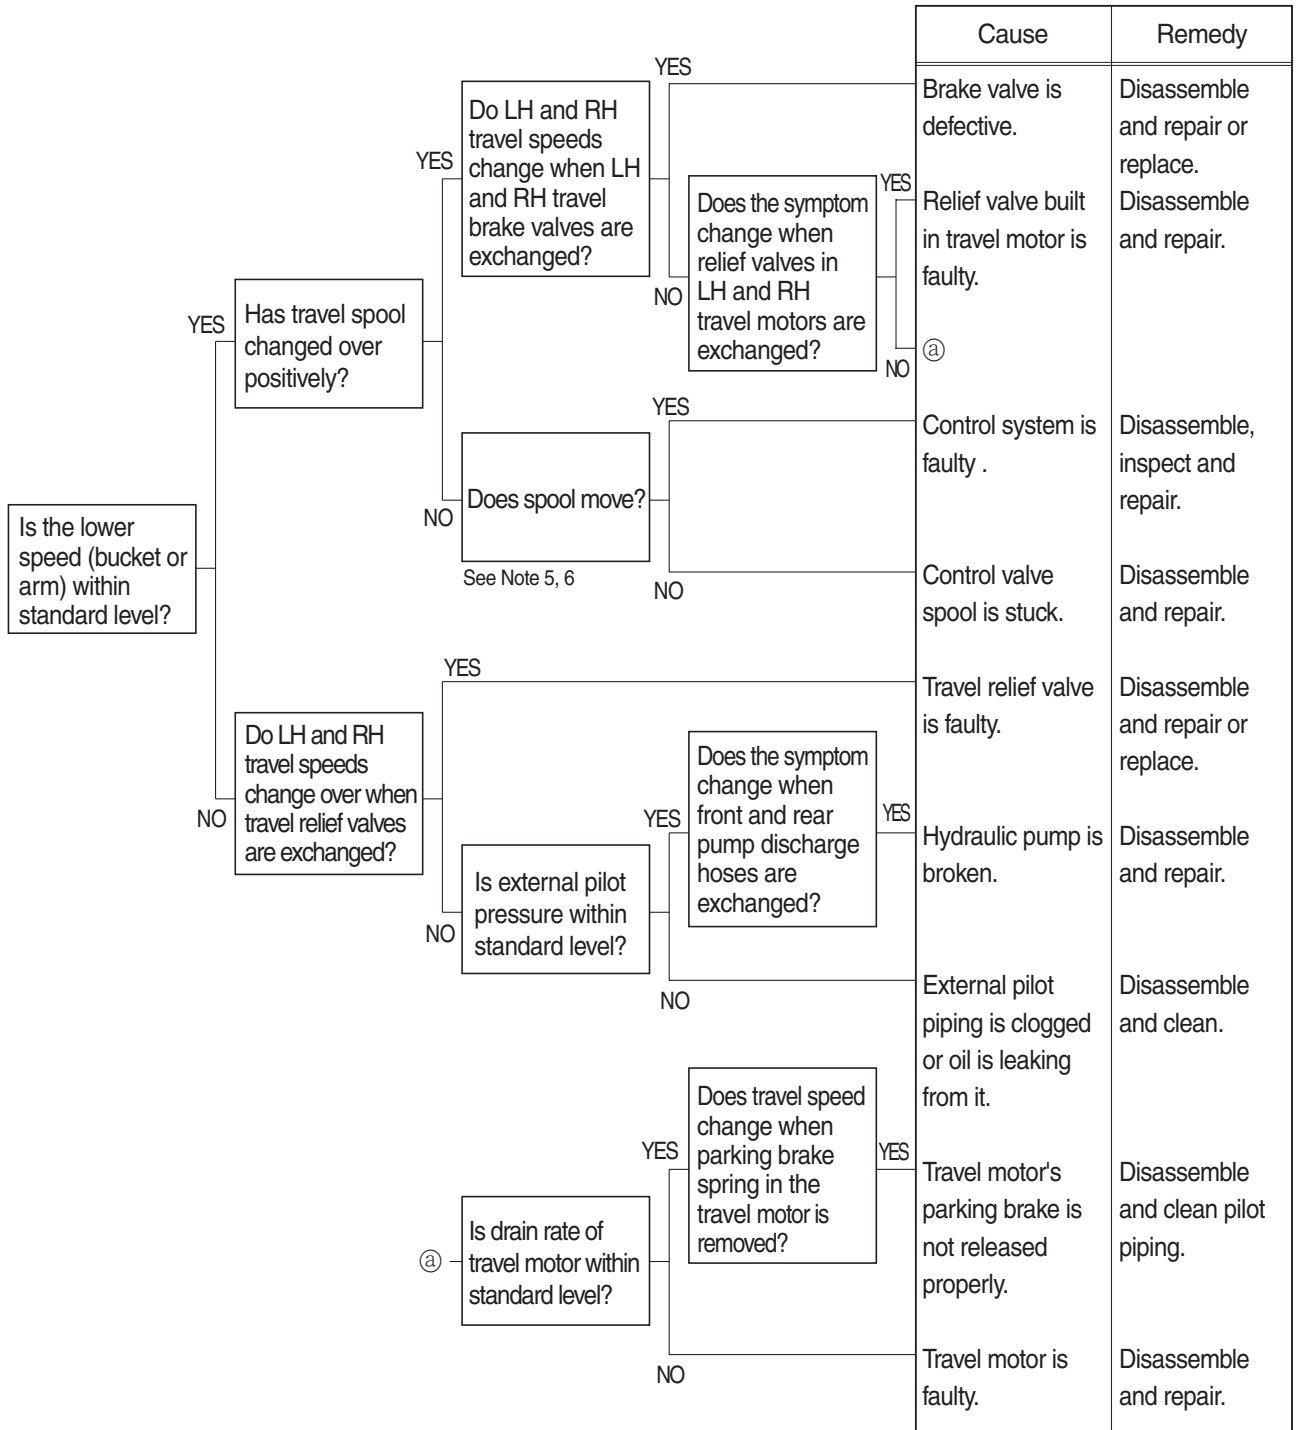 Cause
Remedy
YES
Brake valve is
defective.
Disassemble
and repair or
replace.
Do LH and RH
travel speeds
change when LH
and RH travel
brake valves are
exchanged?
YES
YES
Does the symptom
change when
relief valves in
LH and RH
travel motors are
exchanged?
Relief valve built
in travel motor is
faulty.
Disassemble
and repair.
NO
NO
ⓐ
YES
Has travel spool
changed over
positively?
YES
Control system is
faulty .
Disassemble,
inspect and
repair.
NO
Does spool move?
See Note 5, 6
NO
Control valve
spool is stuck.
Disassemble
and repair.
Is the lower
speed (bucket or
arm) within
standard level?
YES
Travel relief valve
is faulty.
Disassemble
and repair or
replace.
NO
Do LH and RH
travel speeds
change over when
travel relief valves
are exchanged?
YES
Does the symptom
change when
front and rear
pump discharge
hoses are
exchanged?
YES
Hydraulic pump is
broken.
Disassemble
and repair.
NO
Is external pilot
pressure within
standard level?
NO
External pilot
piping is clogged
or oil is leaking
from it.
Disassemble
and clean.
YES
Does travel speed
change when
parking brake
spring in the
travel motor is
removed?
YES
Travel motor's
parking brake is
not released
properly.
Disassemble
and clean pilot
piping.
ⓐ
Is drain rate of
travel motor within
standard level?
NO
Travel motor is
faulty.
Disassemble
and repair.